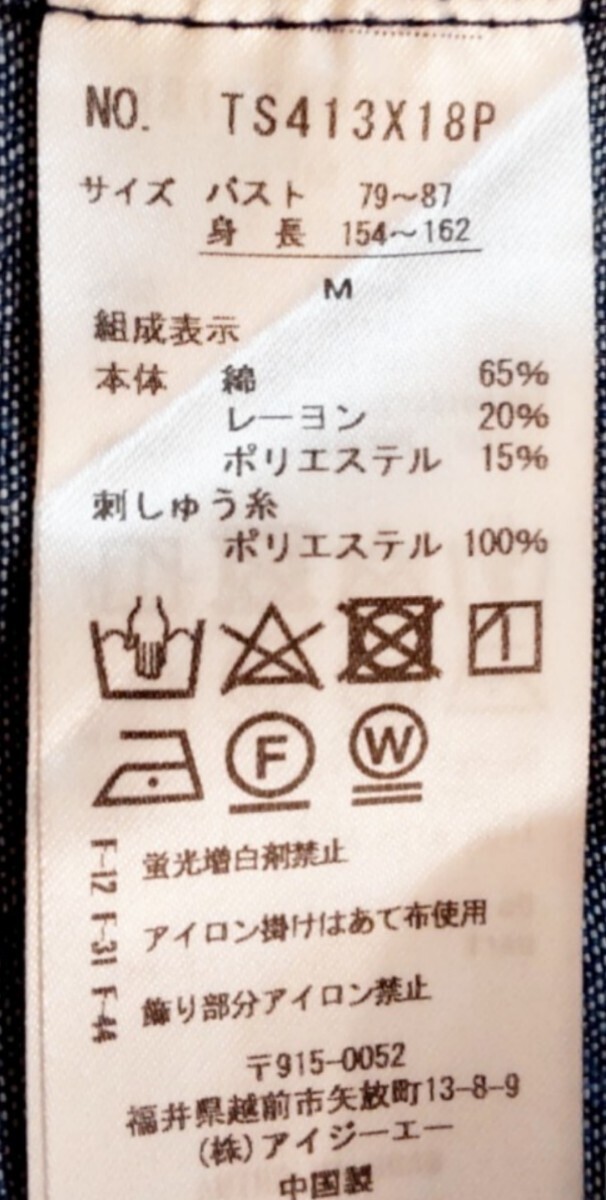 NO. TS413X18P
サイズ バスト 79～87
身長 154～162
M
組成表示
本体 綿 65%
レーヨン 20%
ポリエステル 15%
刺しゅう糸
ポリエステル 100%
F W
F-12 蛍光増白剤禁止
F-31 アイロン掛けはあて布使用
F-44 飾り部分アイロン禁止
〒915-0052
福井県越前市矢放町13-8-9
(株)アイジーエー
中国製